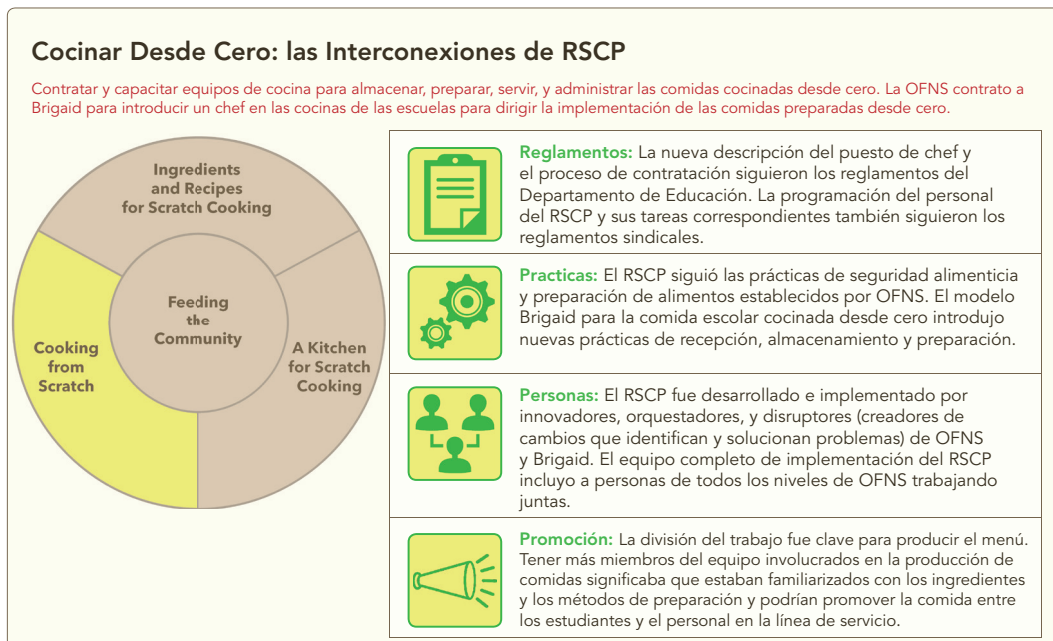 Cocinar Desde Cero: las Interconexiones de RSCP
Contratar y capacitar equipos de cocina para almacenar, preparar, servir, y administrar las comidas cocinadas desde cero. La OFNS contrato a
Brigaid para introducir un chef en las cocinas de las escuelas para dirigir la implementación de las comidas preparadas desde cero.
Ingredients
and Recipes
for Scratch Cooking
Feeding
the
Community
Cooking
from
Scratch
A Kitchen
for Scratch
Cooking
Reglamentos: La nueva descripción del puesto de chef y
el proceso de contratación siguieron los reglamentos del
Departamento de Educación. La programación del personal
del RSCP y sus tareas correspondientes también siguieron los
reglamentos sindicales.
Practicas: El RSCP siguió las prácticas de seguridad alimenticia
y preparación de alimentos establecidos por OFNS. El modelo
Brigaid para la comida escolar cocinada desde cero introdujo
nuevas prácticas de recepción, almacenamiento y preparación.
Personas: El RSCP fue desarrollado e implementado por
innovadores, orquestadores, y disruptores (creadores de
cambios que identifican y solucionan problemas) de OFNS
y Brigaid. El equipo completo de implementación del RSCP
incluyo a personas de todos los niveles de OFNS trabajando
juntas.
Promoción: La división del trabajo fue clave para producir el menú.
Tener más miembros del equipo involucrados en la producción de
comidas significaba que estaban familiarizados con los ingredientes
y los métodos de preparación y podrían promover la comida entre
los estudiantes y el personal en la línea de servicio.